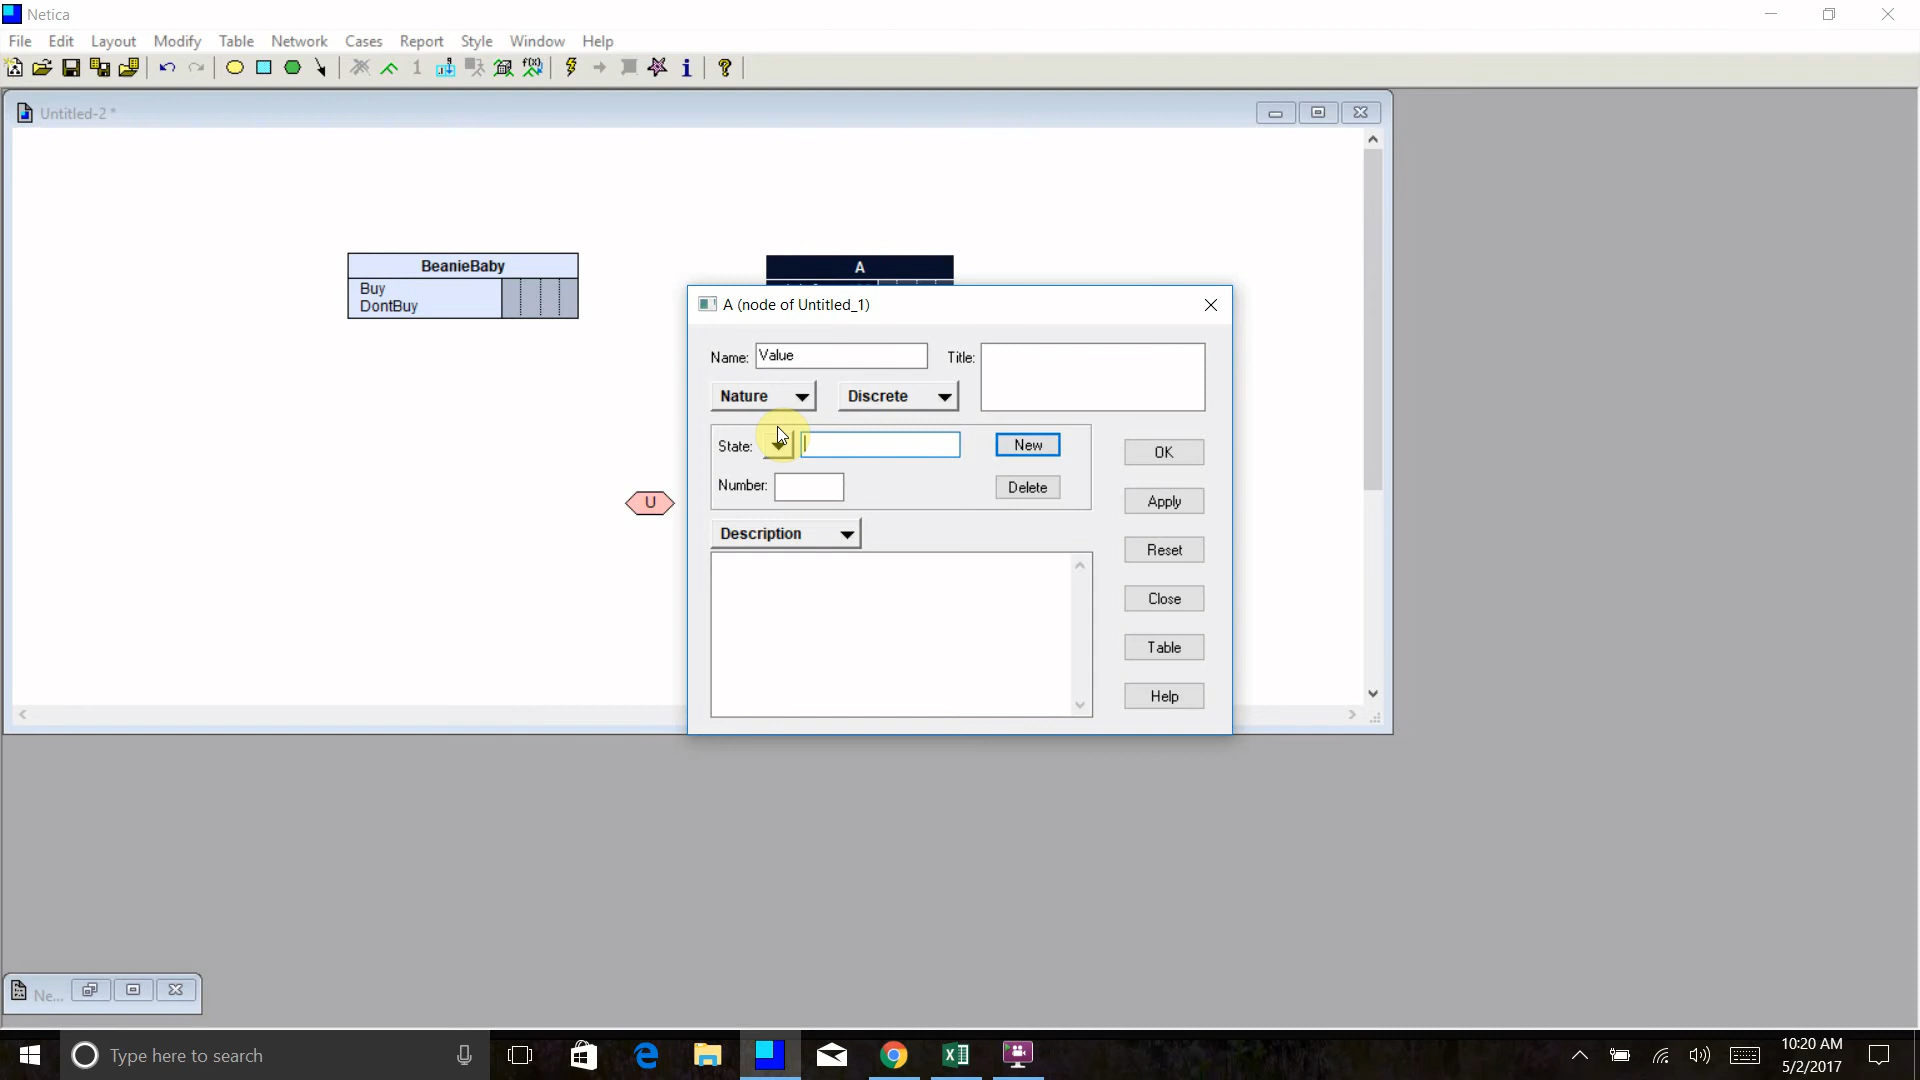 Netica
File Edit Layout Modify Table Network Cases Report Style Window Help
1 f(x) i ?
Untitled-2 *
BeanieBaby
Buy
DontBuy
A
U
A (node of Untitled_1)
Name: Value Title:
Nature Discrete
State: New
Number: Delete
Description
OK
Apply
Reset
Close
Table
Help
Ne...
Type here to search
10:20 AM
5/2/2017